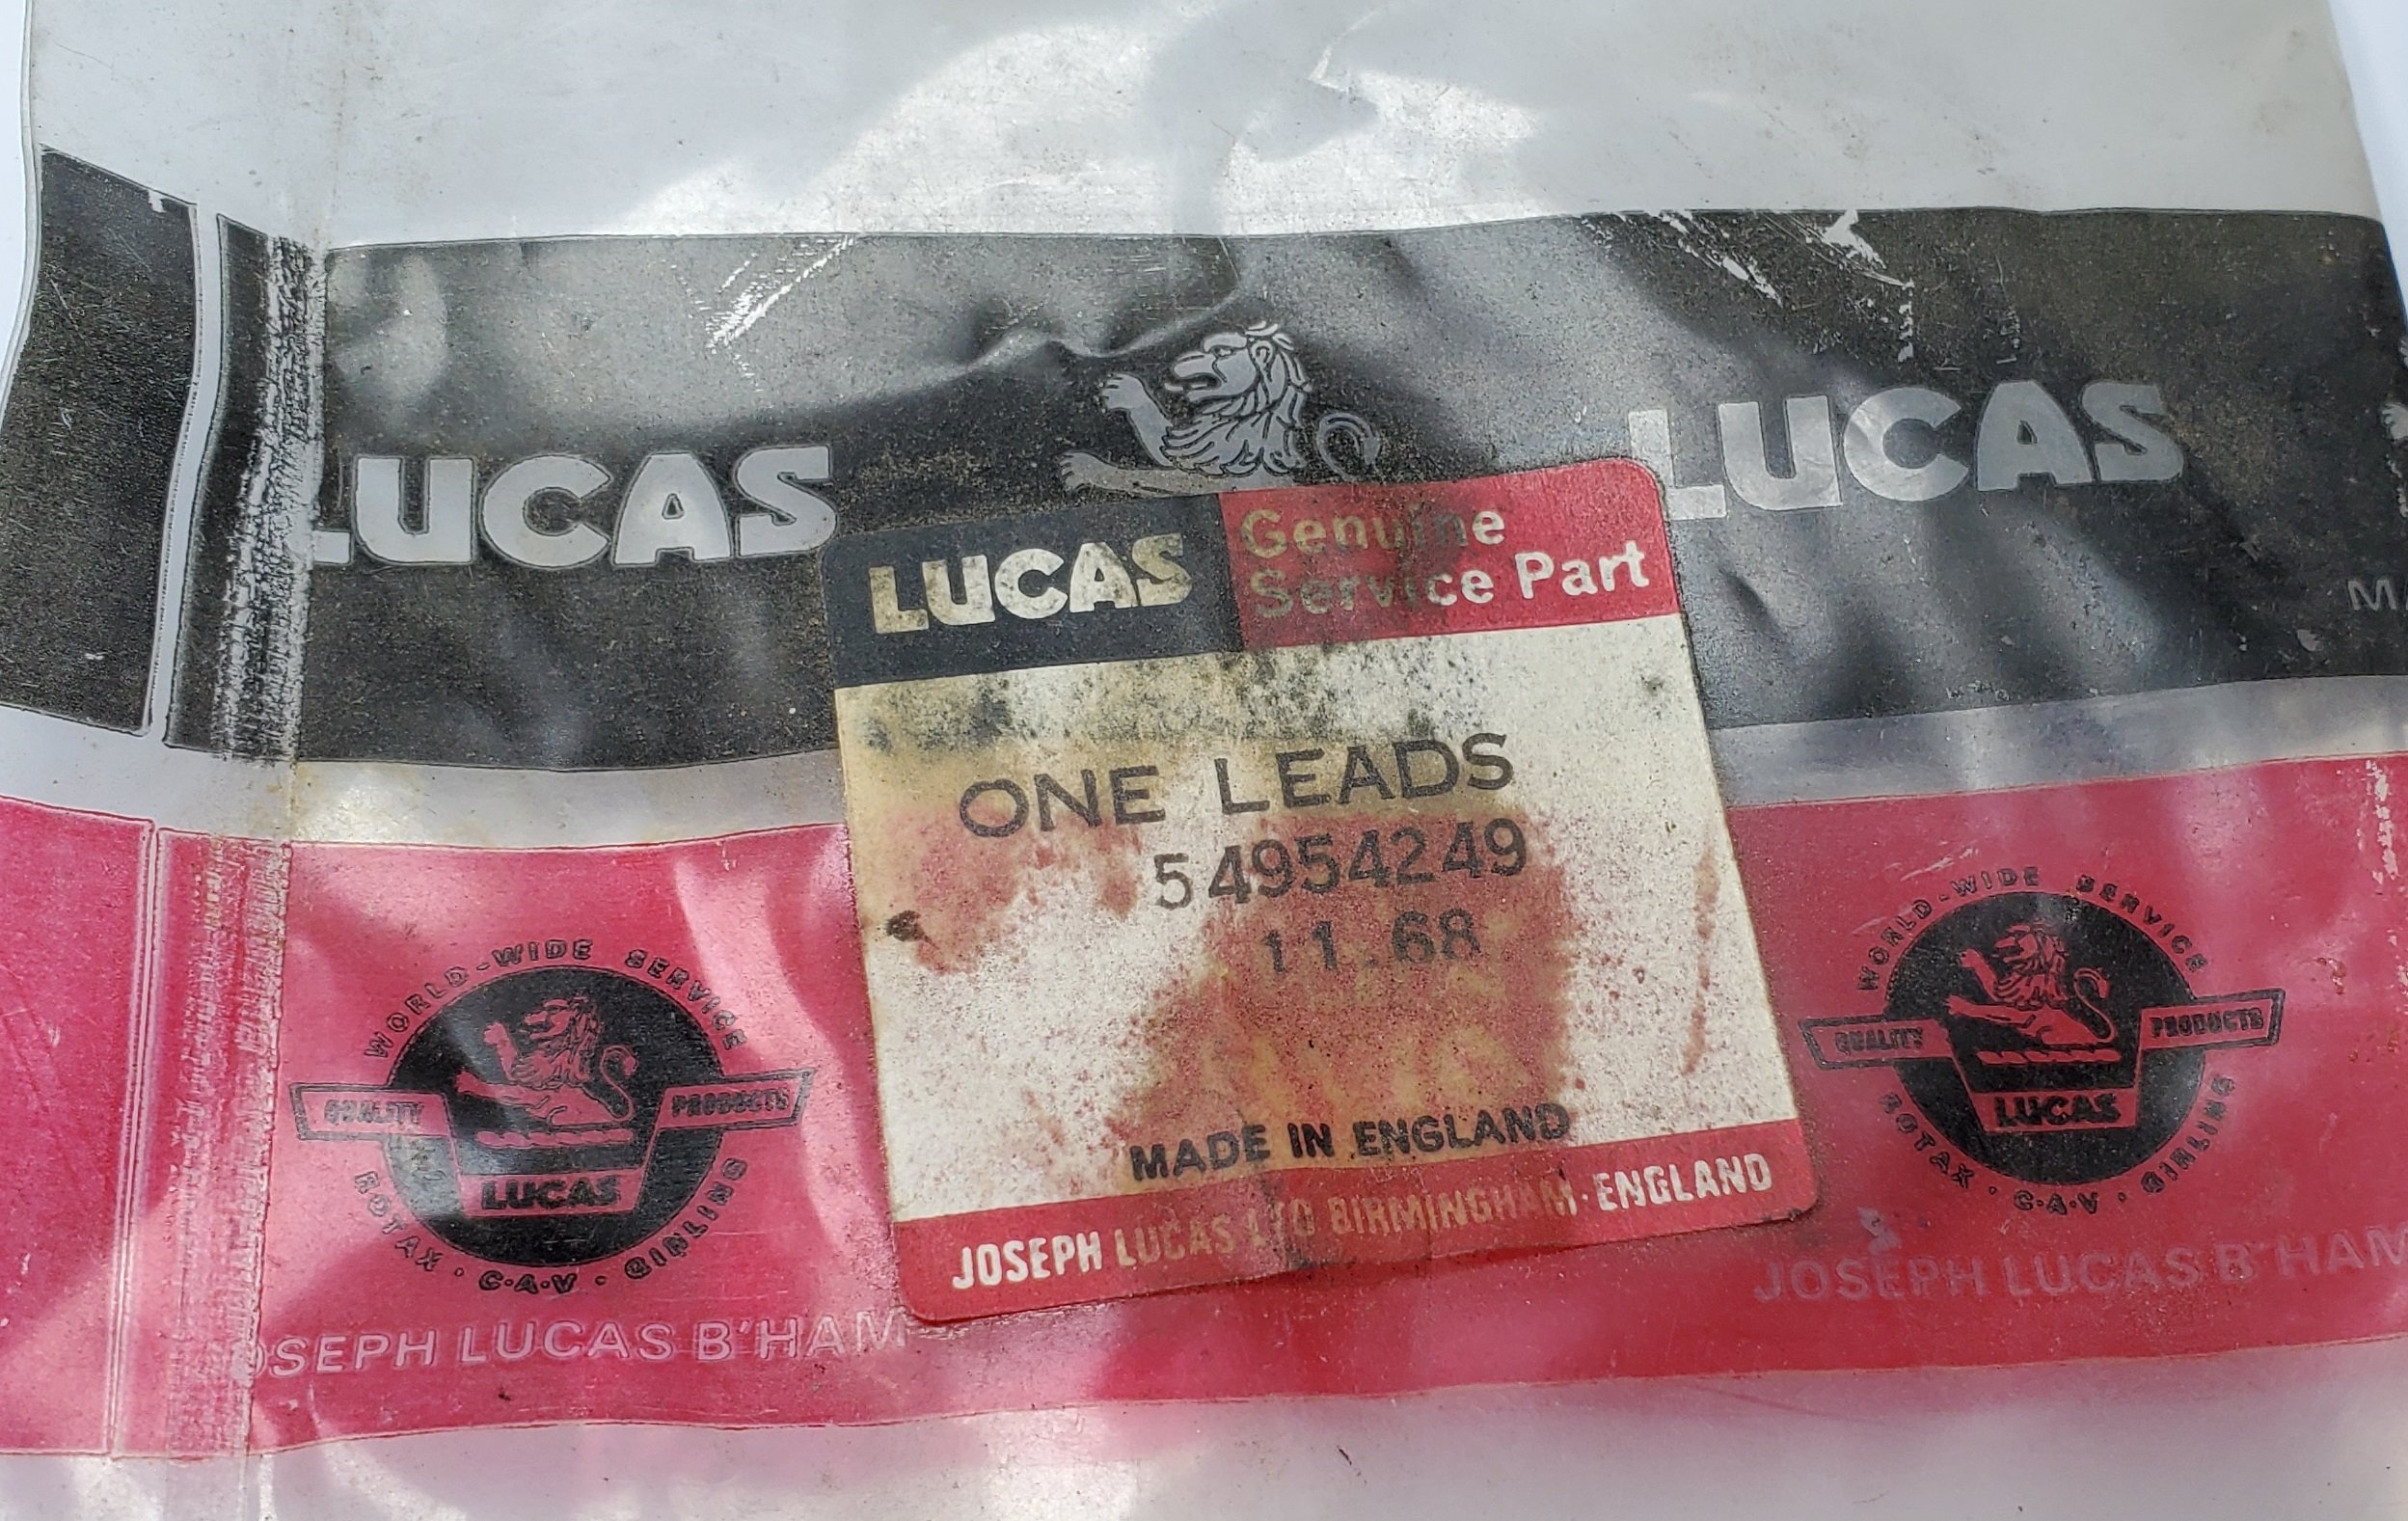 LUCAS
LUCAS
M
LUCAS
Genuine
Service Part
ONE LEADS
54954249
11.68
MADE IN ENGLAND
JOSEPH LUCAS LTD BIRMINGHAM·ENGLAND
WORLD-WIDE SERVICE
QUALITY PRODUCTS
LUCAS
ROTAX · C·A·V · GIRLING
JOSEPH LUCAS B'HAM
WORLD-WIDE SERVICE
QUALITY PRODUCTS
LUCAS
ROTAX · C·A·V · GIRLING
JOSEPH LUCAS B'HAM